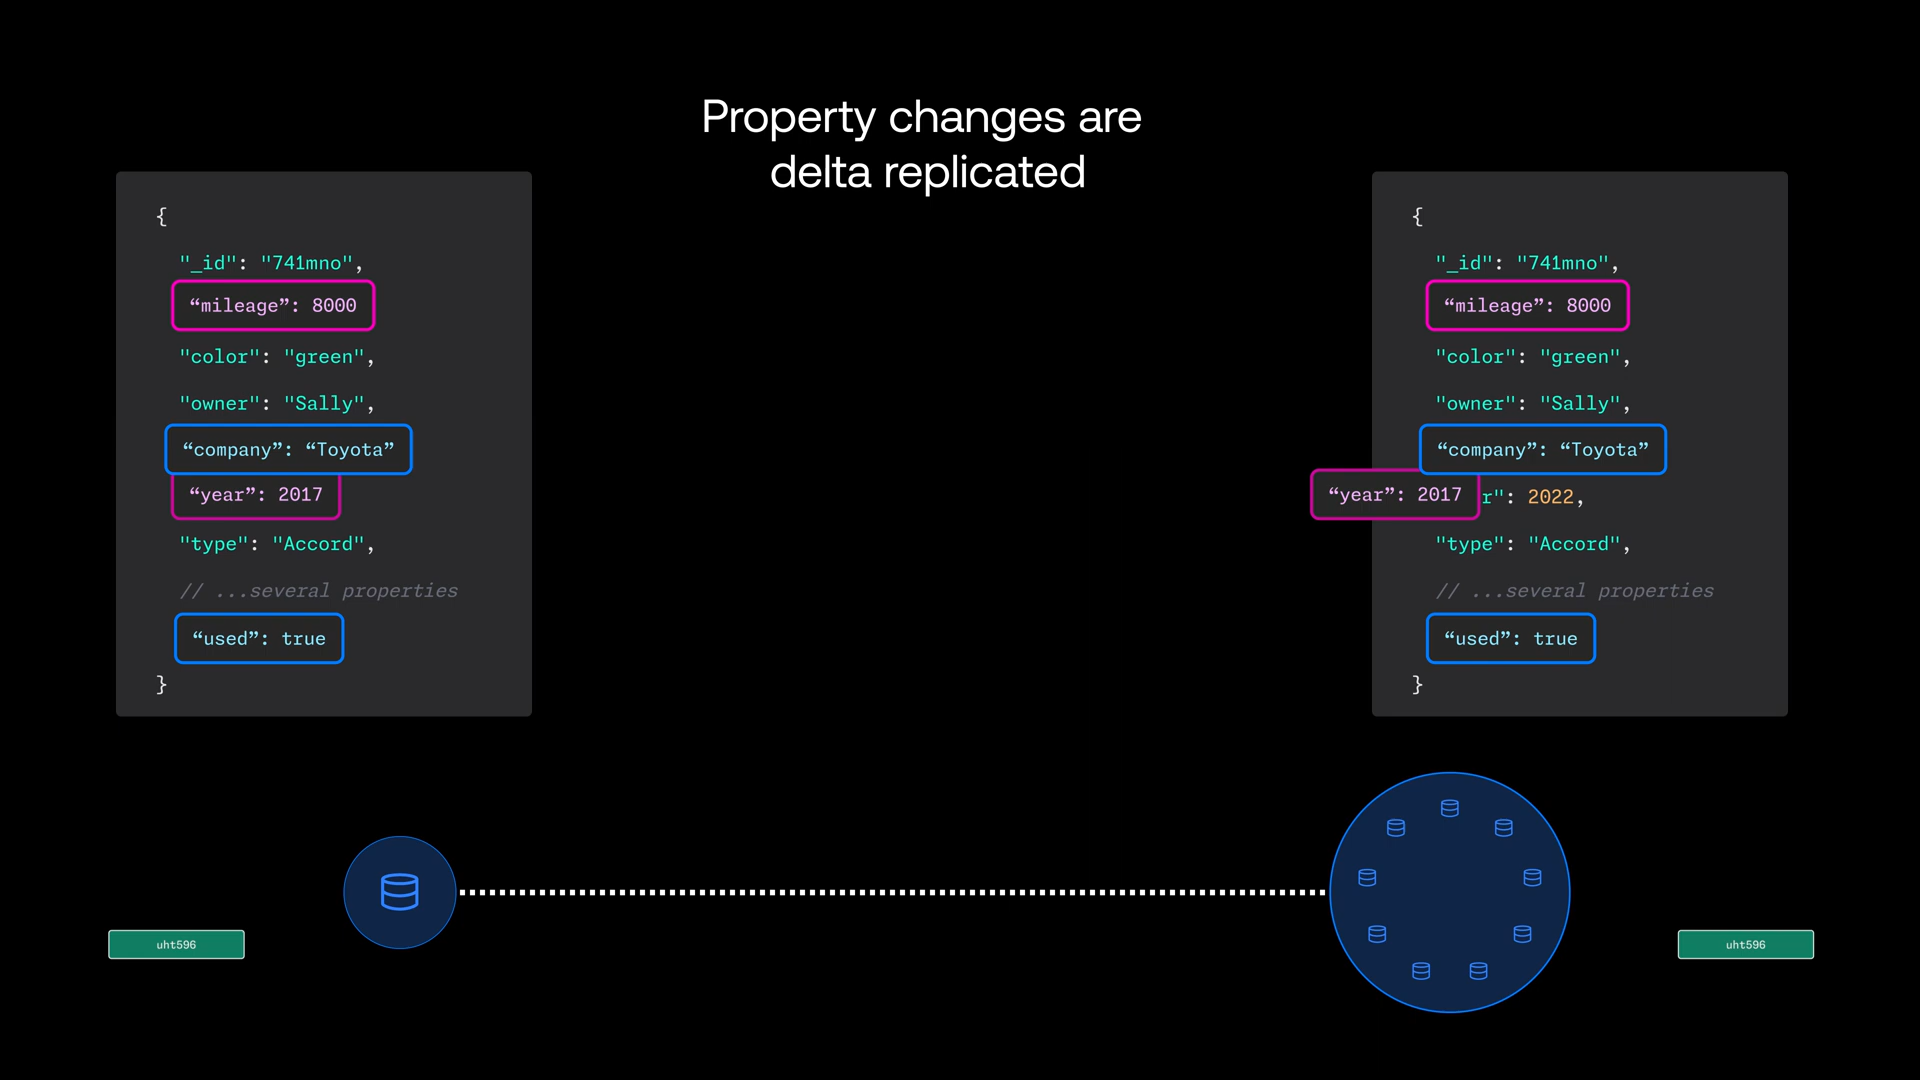 Property changes are
delta replicated
{
"_id": "741mno",
“mileage”: 8000
"color": "green",
"owner": "Sally",
“company”: “Toyota”
“year”: 2017
"type": "Accord",
// ...several properties
“used”: true
}
{
"_id": "741mno",
“mileage”: 8000
"color": "green",
"owner": "Sally",
“company”: “Toyota”
“year”: 2017 r": 2022,
"type": "Accord",
// ...several properties
“used”: true
}
uht596
uht596